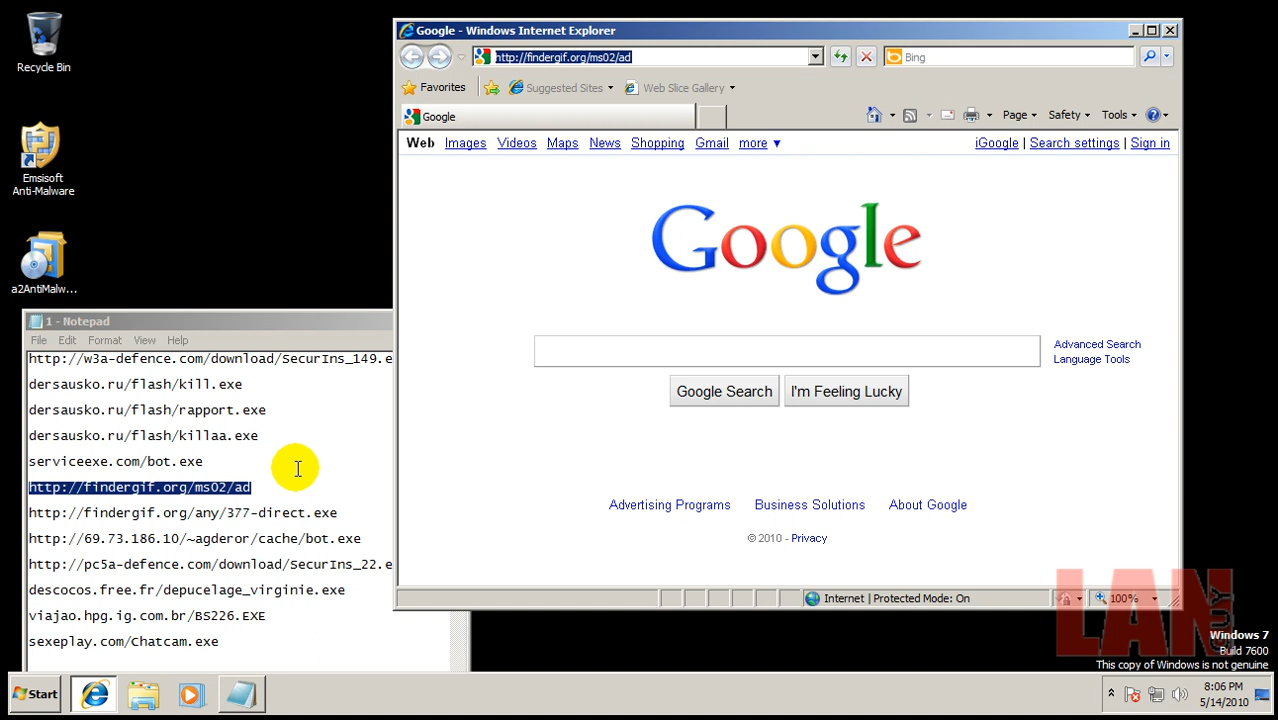 Recycle Bin
Emsisoft
Anti-Malware
a2AntiMalw...
1 - Notepad
File Edit Format View Help
http://w3a-defence.com/download/SecurIns_149.e
dersausko.ru/flash/kill.exe
dersausko.ru/flash/rapport.exe
dersausko.ru/flash/killaa.exe
serviceexe.com/bot.exe
http://findergif.org/ms02/ad
http://findergif.org/any/377-direct.exe
http://69.73.186.10/~agderor/cache/bot.exe
http://pc5a-defence.com/download/SecurIns_22.e
descocos.free.fr/depucelage_virginie.exe
viajao.hpg.ig.com.br/BS226.EXE
sexeplay.com/Chatcam.exe
Google - Windows Internet Explorer
http://findergif.org/ms02/ad
Bing
Favorites Suggested Sites Web Slice Gallery
Google
Page Safety Tools
Web Images Videos Maps News Shopping Gmail more ▼
iGoogle | Search settings | Sign in
Google
Advanced Search
Language Tools
Google Search I'm Feeling Lucky
Advertising Programs Business Solutions About Google
© 2010 - Privacy
Internet | Protected Mode: On
100%
LAN GUY
Windows 7
Build 7600
This copy of Windows is not genuine
Start
8:06 PM
5/14/2010